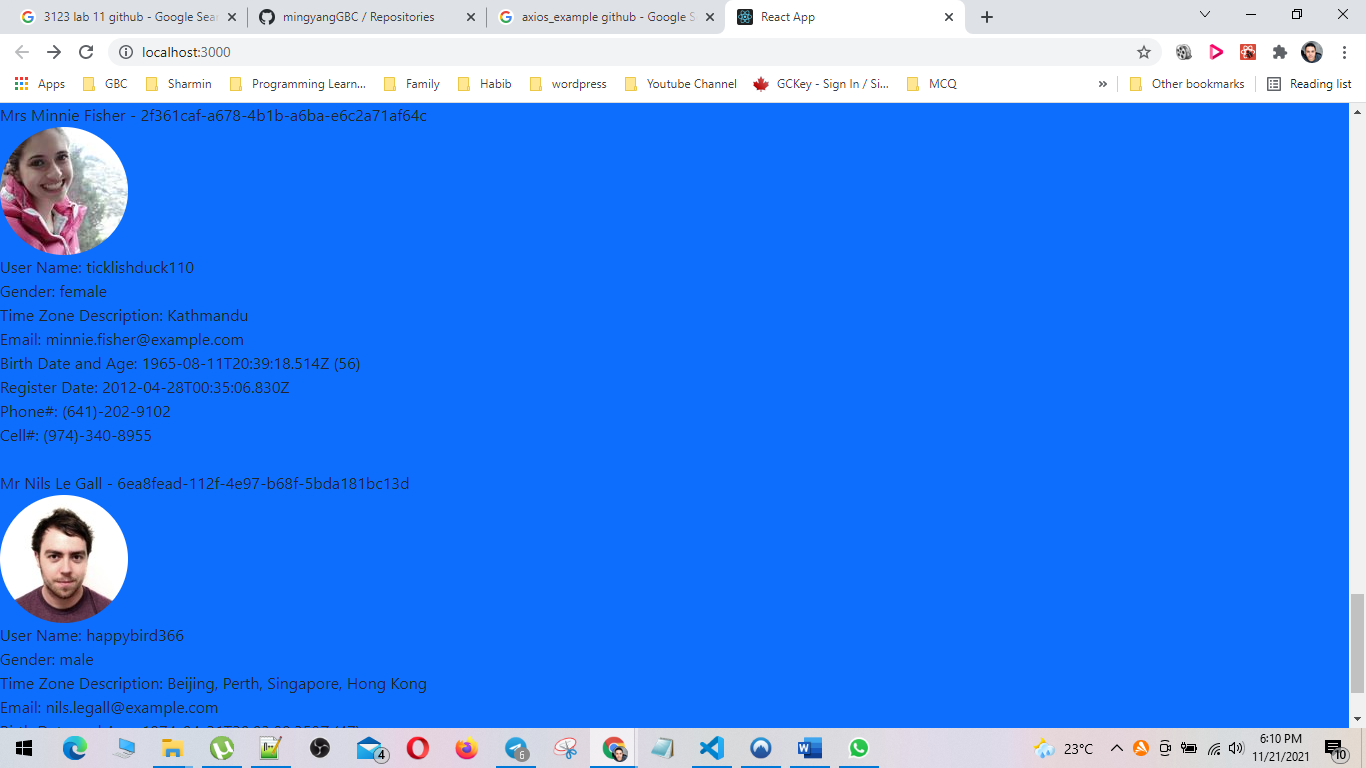 3123 lab 11 github - Google Sear
mingyangGBC / Repositories
axios_example github - Google S
React App
localhost:3000
Apps
GBC
Sharmin
Programming Learn...
Family
Habib
wordpress
Youtube Channel
GCKey - Sign In / Si...
MCQ
»
Other bookmarks
Reading list
Mrs Minnie Fisher - 2f361caf-a678-4b1b-a6ba-e6c2a71af64c
User Name: ticklishduck110
Gender: female
Time Zone Description: Kathmandu
Email: minnie.fisher@example.com
Birth Date and Age: 1965-08-11T20:39:18.514Z (56)
Register Date: 2012-04-28T00:35:06.830Z
Phone#: (641)-202-9102
Cell#: (974)-340-8955
Mr Nils Le Gall - 6ea8fead-112f-4e97-b68f-5bda181bc13d
User Name: happybird366
Gender: male
Time Zone Description: Beijing, Perth, Singapore, Hong Kong
Email: nils.legall@example.com
4
6
23°C
6:10 PM
11/21/2021
10